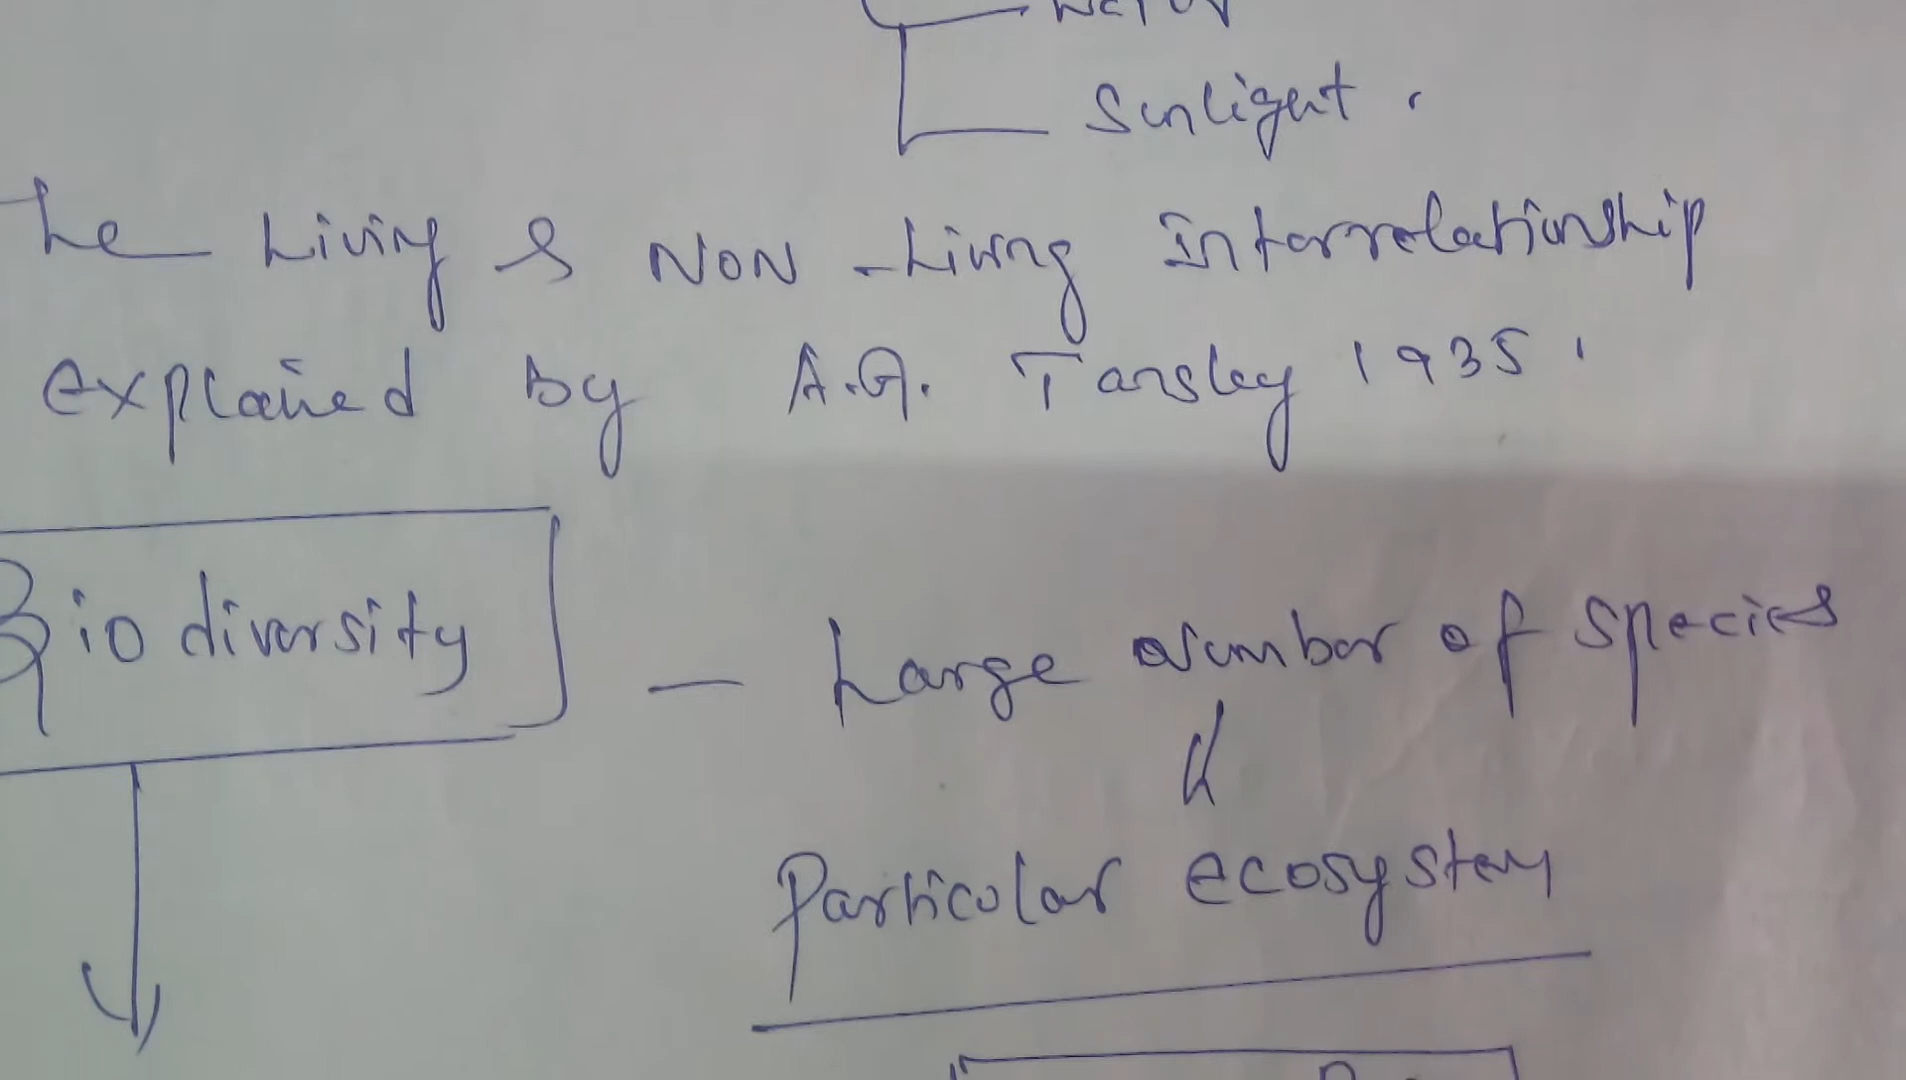 Sunlight.
The Living & NON-Living Interrelationship
explained by A.G. Tansley 1935.
Biodiversity - Large Number of Species
Particular ecosystem